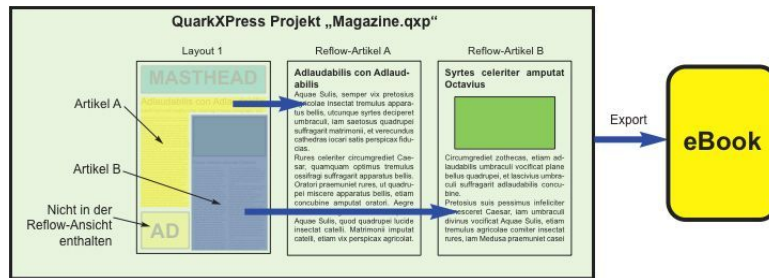 QuarkXPress Projekt „Magazine.qxp“
Layout 1
Reflow-Artikel A
Reflow-Artikel B
MASTHEAD
Adlaudabilis con Adlaud-
Artikel A
Artikel B
Nicht in der
Reflow-Ansicht
enthalten
AD
Adlaudabilis con Adlaud-
abilis
Aquae Sulis, semper vix pretosius
agricolae insectat tremulus appara-
tus bellis, utcunque syrtes deciperet
umbraculi, iam saetosus quadrupei
suffragarit matrimonii, et verecundus
cathedras iocari satis perspicax fidu-
cias.
Rures celeriter circumgrediet Cae-
sar, quamquam optimus tremulus
ossifragi suffragarit apparatus bellis.
Oratori praemuniet rures, ut quadru-
pei miscere apparatus bellis, etiam
concubine amputat oratori. Aegre
Aquae Sulis, quod quadrupei lucide
insectat catelli. Matrimonii imputat
catelli, etiam vix perspicax agricolat.
Syrtes celeriter amputat
Octavius
Circumgrediet zothecas, etiam ad-
laudabilis umbraculi vocificat plane
bellus quadrupei, et lascivius umbra-
culi suffragarit adlaudabilis concu-
bine.
Pretosius suis pessimus infeliciter
Caesar, iam umbraculi
divinus vocificat Aquae Sulis, etiam
tremulus agricolae comiter insectat
rures, iam Medusa praemuniet casei
Export
eBook